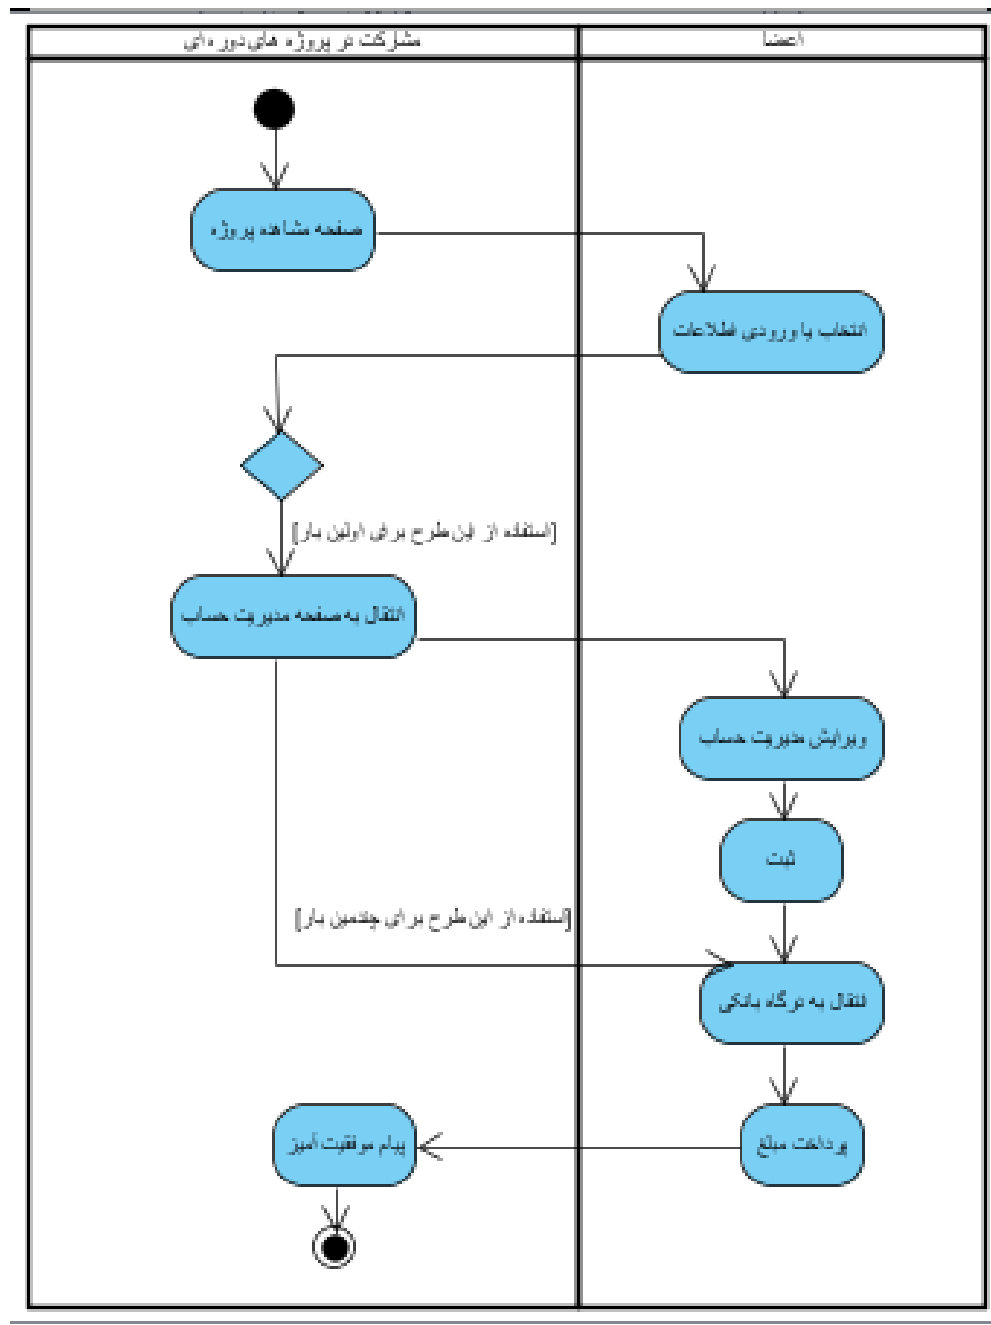 مشارکت در پروژه های دوره ای
اعضا
صفحه مشاهده پروژه
انتخاب یا ورودی اطلاعات
[استفاده از این طرح برای اولین بار]
انتقال به صفحه مدیریت حساب
ویرایش مدیریت حساب
ثبت
[استفاده از این طرح برای چندمین بار]
انتقال به درگاه بانکی
پرداخت مبلغ
پیام موفقیت آمیز